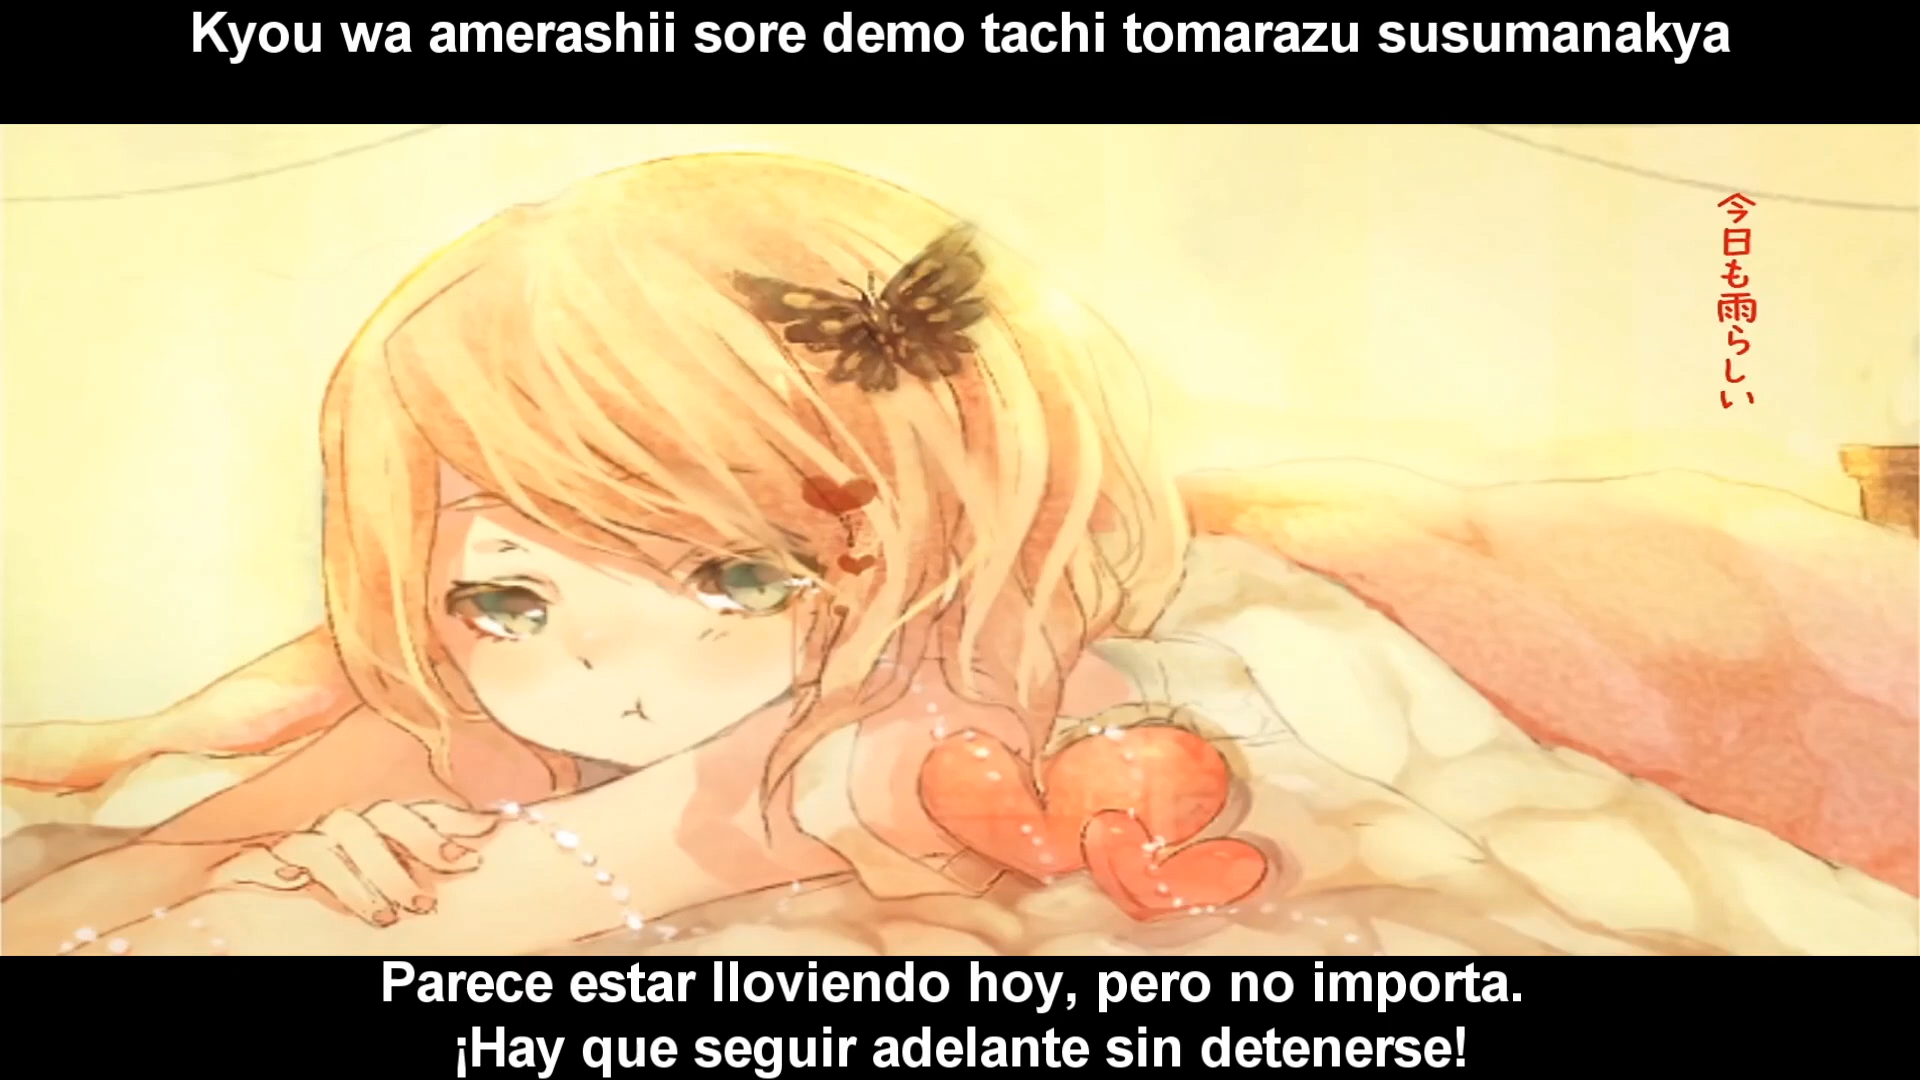 Kyou wa amerashii sore demo tachi tomarazu susumanakya
今日も雨らしい
Parece estar lloviendo hoy, pero no importa.
¡Hay que seguir adelante sin detenerse!